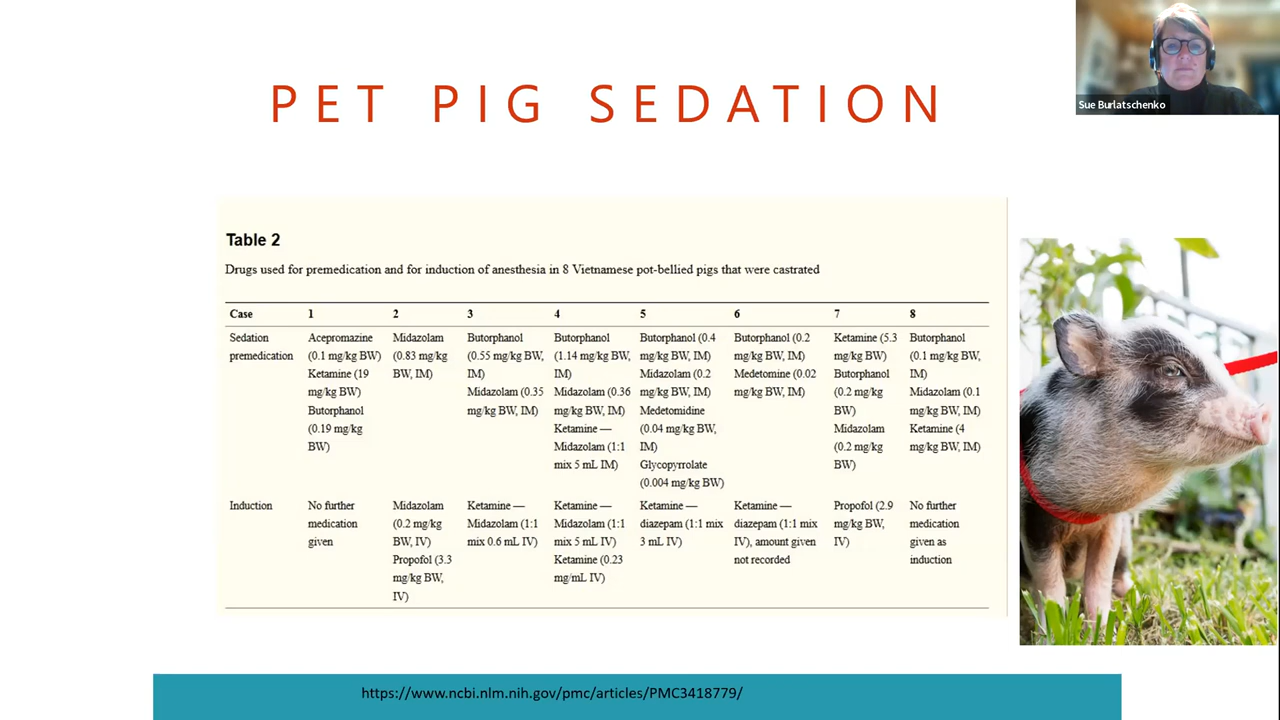 Sue Burlatschenko
PET PIG SEDATION
Table 2
Drugs used for premedication and for induction of anesthesia in 8 Vietnamese pot-bellied pigs that were castrated
Case 1 2 3 4 5 6 7 8
Sedation Acepromazine Midazolam Butorphanol Butorphanol Butorphanol (0.4 Butorphanol (0.2 Ketamine (5.3 Butorphanol
premedication (0.1 mg/kg BW) (0.83 mg/kg (0.55 mg/kg BW, (1.14 mg/kg BW, mg/kg BW, IM) mg/kg BW, IM) mg/kg BW) (0.1 mg/kg BW,
Ketamine (19 BW, IM) IM) IM) Midazolam (0.2 Medetomine (0.02 Butorphanol IM)
mg/kg BW) Midazolam (0.35 Midazolam (0.36 mg/kg BW, IM) mg/kg BW, IM) (0.2 mg/kg Midazolam (0.1
Butorphanol mg/kg BW, IM) mg/kg BW, IM) Medetomidine BW) mg/kg BW, IM)
(0.19 mg/kg Ketamine — (0.04 mg/kg BW, Midazolam Ketamine (4
BW) Midazolam (1:1 IM) (0.2 mg/kg mg/kg BW, IM)
mix 5 mL IM) Glycopyrrolate BW)
(0.004 mg/kg BW)
Induction No further Midazolam Ketamine — Ketamine — Ketamine — Ketamine — Propofol (2.9 No further
medication (0.2 mg/kg Midazolam (1:1 Midazolam (1:1 diazepam (1:1 mix diazepam (1:1 mix mg/kg BW, medication
given BW, IV) mix 0.6 mL IV) mix 5 mL IV) 3 mL IV) IV), amount given IV) given as
Propofol (3.3 Ketamine (0.23 not recorded induction
mg/kg BW, mg/mL IV)
IV)
https://www.ncbi.nlm.nih.gov/pmc/articles/PMC3418779/